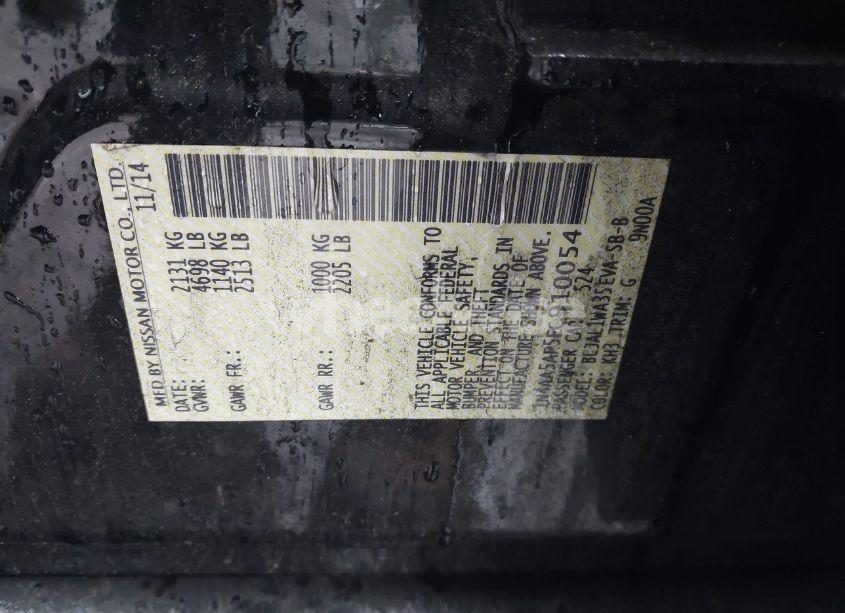 MFD BY NISSAN MOTOR CO., LTD.
DATE: 11/14
GVWR: 2131 KG
4698 LB
GAWR FR.: 1140 KG
2513 LB
GAWR RR.: 1000 KG
2205 LB
THIS VEHICLE CONFORMS TO
ALL APPLICABLE FEDERAL
MOTOR VEHICLE SAFETY,
BUMPER, AND THEFT
PREVENTION STANDARDS IN
EFFECT ON THE DATE OF
MANUFACTURE SHOWN ABOVE.
PASSENGER CAR
MODEL:
COLOR: KH3 TRIM: G 9N00A